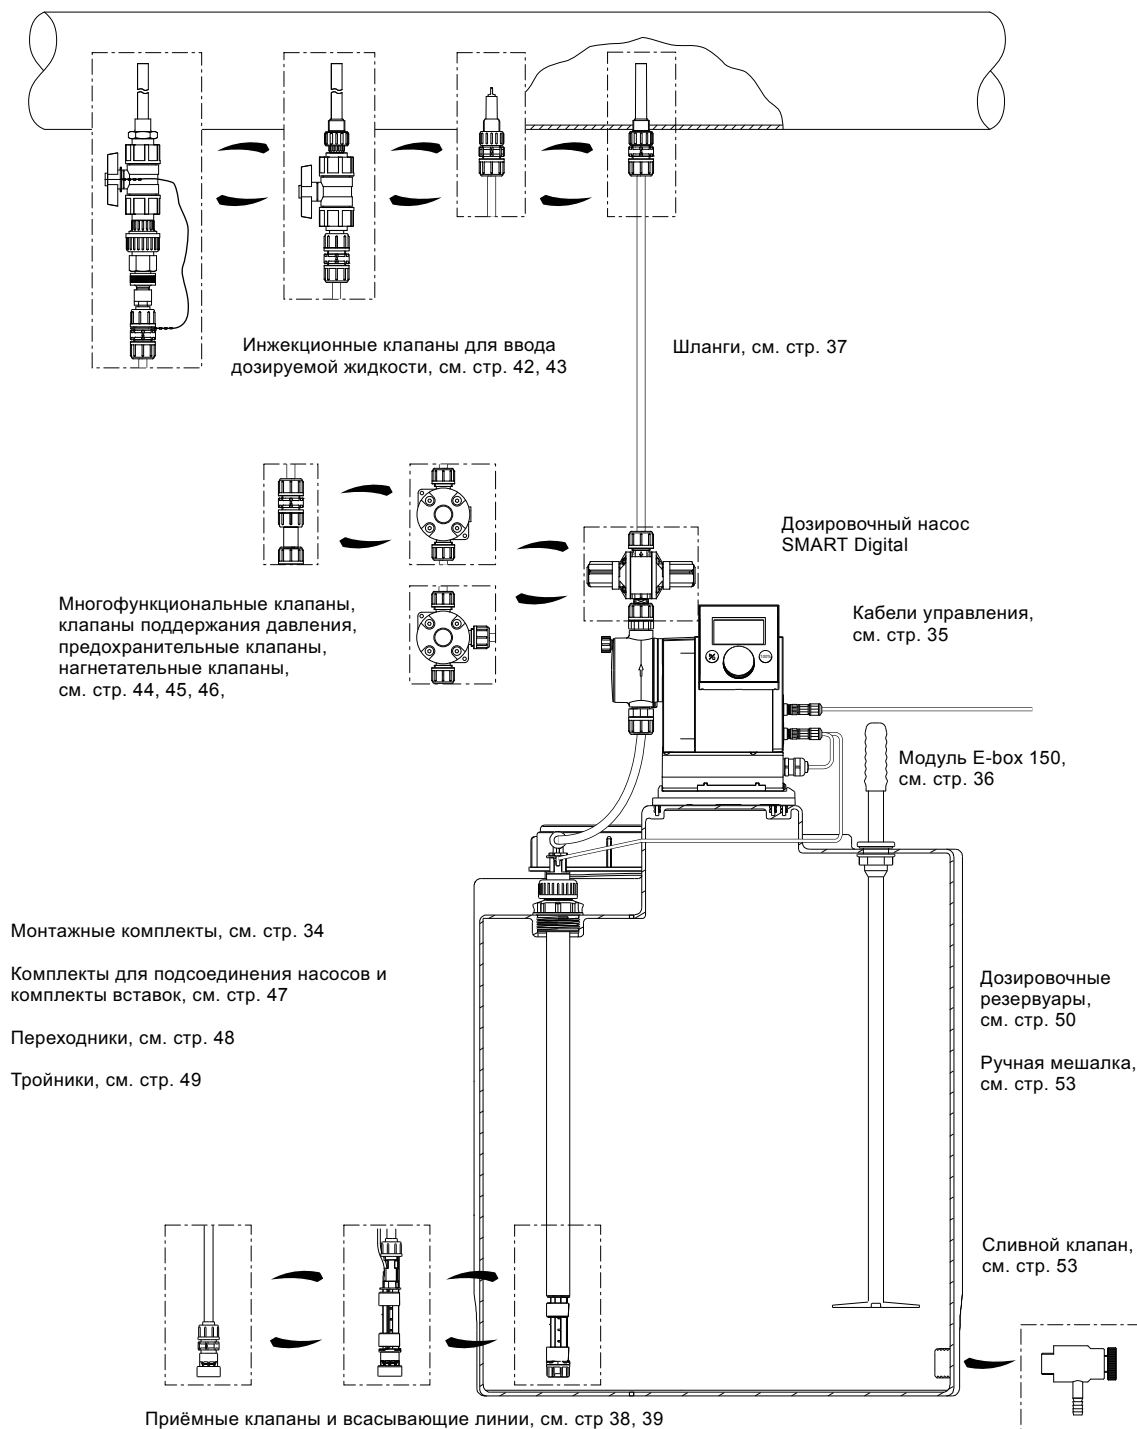 Инжекционные клапаны для ввода
дозируемой жидкости, см. стр. 42, 43
Шланги, см. стр. 37
Дозировочный насос
SMART Digital
Многофункциональные клапаны,
клапаны поддержания давления,
предохранительные клапаны,
нагнетательные клапаны,
см. стр. 44, 45, 46,
Кабели управления,
см. стр. 35
100%
Модуль E-box 150,
см. стр. 36
Монтажные комплекты, см. стр. 34
Комплекты для подсоединения насосов и
комплекты вставок, см. стр. 47
Переходники, см. стр. 48
Тройники, см. стр. 49
Дозировочные
резервуары,
см. стр. 50
Ручная мешалка,
см. стр. 53
Сливной клапан,
см. стр. 53
Приёмные клапаны и всасывающие линии, см. стр 38, 39